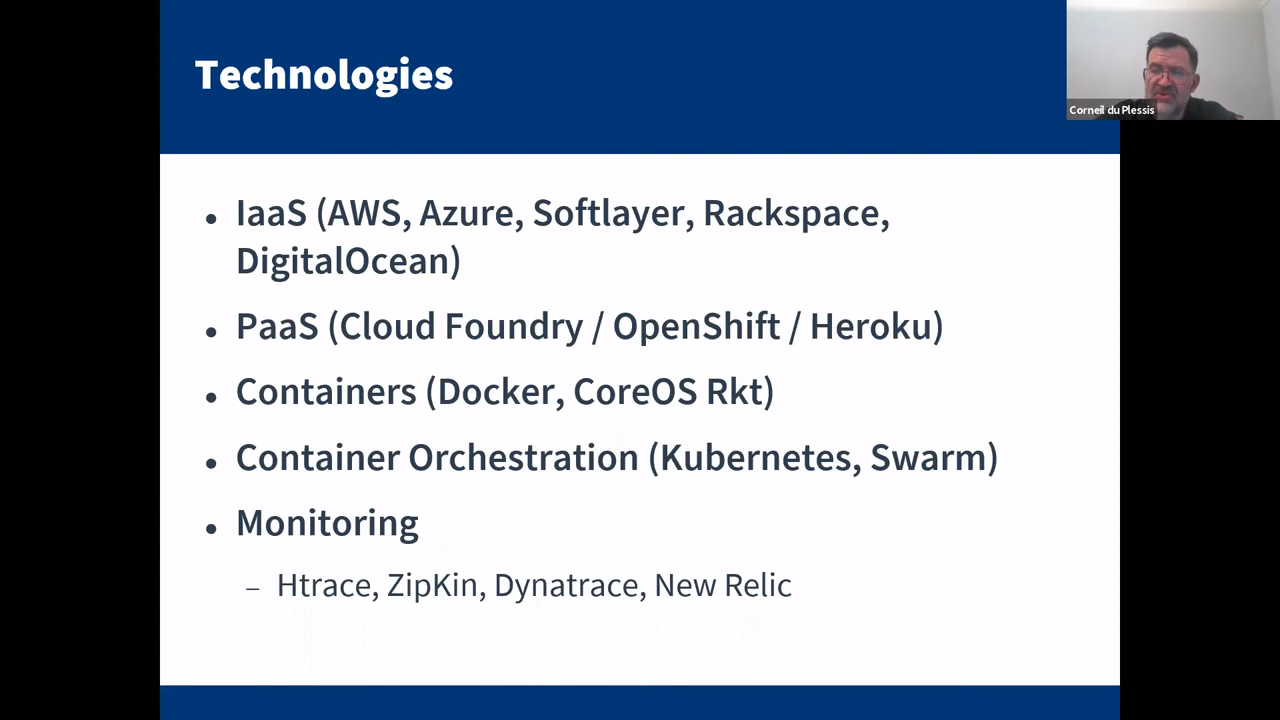 Technologies
Corneil du Plessis
• IaaS (AWS, Azure, Softlayer, Rackspace,
DigitalOcean)
• PaaS (Cloud Foundry / OpenShift / Heroku)
• Containers (Docker, CoreOS Rkt)
• Container Orchestration (Kubernetes, Swarm)
• Monitoring
– Htrace, ZipKin, Dynatrace, New Relic